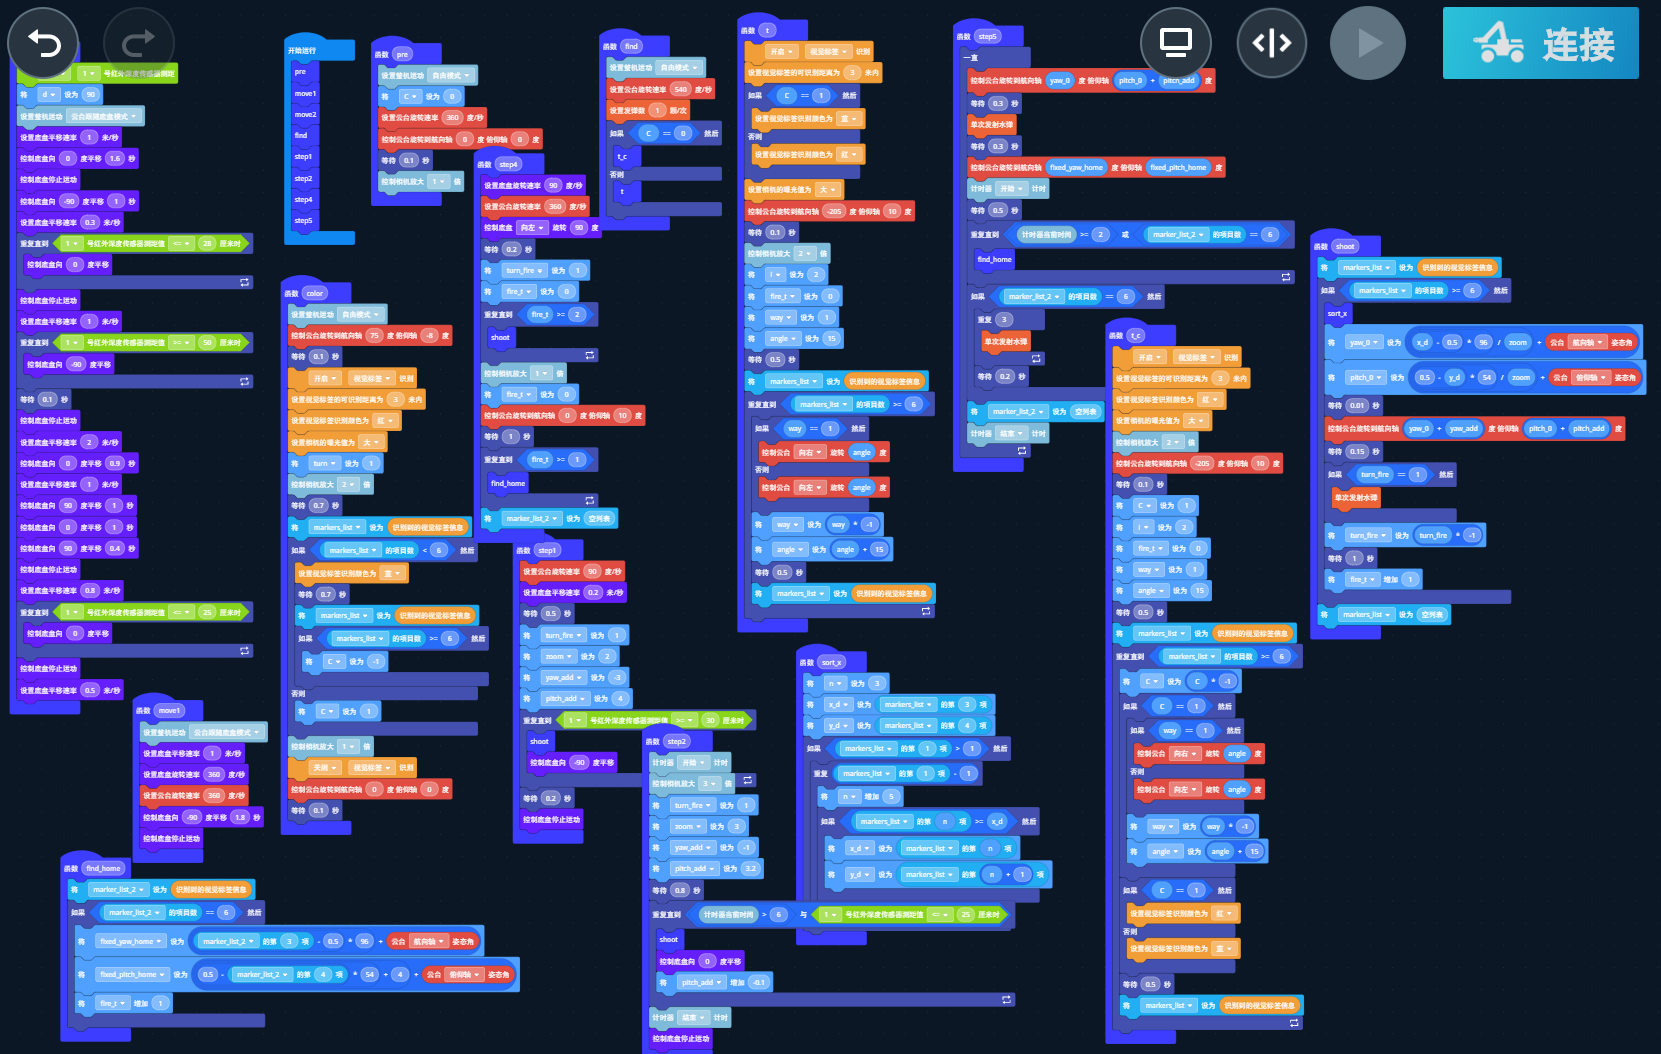 连接
1 号红外深度传感器测距
将 d 设为 90
设置整机运动 云台跟随底盘模式
设置底盘平移速率 1 米/秒
控制底盘向 0 度平移 1.6 秒
控制底盘停止运动
控制底盘向 -90 度平移 1 秒
设置底盘平移速率 0.3 米/秒
重复直到 1 号红外深度传感器测距值 <= 28 厘米时
控制底盘向 0 度平移
控制底盘停止运动
设置底盘平移速率 1 米/秒
重复直到 1 号红外深度传感器测距值 >= 50 厘米时
控制底盘向 -90 度平移
等待 0.1 秒
控制底盘停止运动
设置底盘平移速率 2 米/秒
控制底盘向 0 度平移 0.9 秒
设置底盘平移速率 1 米/秒
控制底盘向 90 度平移 1 秒
控制底盘向 0 度平移 1 秒
控制底盘向 90 度平移 0.4 秒
控制底盘停止运动
设置底盘平移速率 0.8 米/秒
重复直到 1 号红外深度传感器测距值 <= 25 厘米时
控制底盘向 0 度平移
控制底盘停止运动
设置底盘平移速率 0.5 米/秒
函数 move1
设置整机运动 云台跟随底盘模式
设置底盘平移速率 1 米/秒
设置底盘旋转速率 360 度/秒
设置云台旋转速率 360 度/秒
控制底盘向 -90 度平移 1.8 秒
控制底盘停止运动
函数 find_home
将 marker_list_2 设为 识别到的视觉标签信息
如果 marker_list_2 的项目数 == 6 然后
将 fixed_yaw_home 设为 marker_list_2 的第 3 项 - 0.5 * 96 + 云台 航向轴 姿态角
将 fixed_pitch_home 设为 0.5 - marker_list_2 的第 4 项 * 54 + 4 + 云台 俯仰轴 姿态角
将 fire_t 增加 1
开始运行
pre
move1
move2
find
step1
step2
step4
step5
函数 color
设置整机运动 自由模式
控制云台旋转到航向轴 75 度 俯仰轴 -8 度
等待 0.1 秒
开启 视觉标签 识别
设置视觉标签的可识别距离为 3 米内
设置视觉标签识别颜色为 红
设置相机的曝光值为 大
将 turn 设为 1
控制相机放大 2 倍
等待 0.7 秒
将 markers_list 设为 识别到的视觉标签信息
如果 markers_list 的项目数 < 6 然后
设置视觉标签识别颜色为 蓝
等待 0.7 秒
将 markers_list 设为 识别到的视觉标签信息
如果 markers_list 的项目数 >= 6 然后
将 C 设为 -1
否则
将 C 设为 1
控制相机放大 1 倍
关闭 视觉标签 识别
控制云台旋转到航向轴 0 度 俯仰轴 0 度
等待 0.1 秒
函数 pre
设置整机运动 自由模式
将 C 设为 0
设置云台旋转速率 360 度/秒
控制云台旋转到航向轴 0 度 俯仰轴 0 度
等待 0.1 秒
控制相机放大 1 倍
函数 step4
设置底盘旋转速率 90 度/秒
设置云台旋转速率 360 度/秒
控制底盘 向左 旋转 90 度
等待 0.2 秒
将 turn_fire 设为 1
将 fire_t 设为 0
重复直到 fire_t >= 2
shoot
控制相机放大 1 倍
将 fire_t 设为 0
控制云台旋转到航向轴 0 度 俯仰轴 10 度
等待 1 秒
重复直到 fire_t >= 1
find_home
将 marker_list_2 设为 空列表
函数 step1
设置云台旋转速率 90 度/秒
设置底盘平移速率 0.2 米/秒
等待 0.5 秒
将 turn_fire 设为 1
将 zoom 设为 2
将 yaw_add 设为 -3
将 pitch_add 设为 4
重复直到 1 号红外深度传感器测距值 >= 30 厘米时
shoot
控制底盘向 -90 度平移
等待 0.2 秒
控制底盘停止运动
函数 find
设置整机运动 自由模式
设置云台旋转速率 540 度/秒
设置发弹数 1 颗/次
如果 C == 0 然后
t_c
否则
t
函数 step2
计时器 开始 计时
控制相机放大 3 倍
将 turn_fire 设为 1
将 zoom 设为 3
将 yaw_add 设为 -1
将 pitch_add 设为 3.2
等待 0.8 秒
重复直到 计时器当前时间 > 6 与 1 号红外深度传感器测距值 <= 25 厘米时
shoot
控制底盘向 0 度平移
将 pitch_add 增加 -0.1
计时器 结束 计时
控制底盘停止运动
函数 t
开启 视觉标签 识别
设置视觉标签的可识别距离为 3 米内
如果 C == 1 然后
设置视觉标签识别颜色为 蓝
否则
设置视觉标签识别颜色为 红
设置相机的曝光值为 大
控制云台旋转到航向轴 -205 度 俯仰轴 10 度
等待 0.1 秒
控制相机放大 2 倍
将 l 设为 2
将 fire_t 设为 0
将 way 设为 1
将 angle 设为 15
等待 0.5 秒
将 markers_list 设为 识别到的视觉标签信息
重复直到 markers_list 的项目数 >= 6
如果 way == 1 然后
控制云台 向右 旋转 angle 度
否则
控制云台 向左 旋转 angle 度
将 way 设为 way * -1
将 angle 设为 angle + 15
等待 0.5 秒
将 markers_list 设为 识别到的视觉标签信息
函数 sort_x
将 n 设为 3
将 x_d 设为 markers_list 的第 3 项
将 y_d 设为 markers_list 的第 4 项
如果 markers_list 的第 1 项 > 1 然后
重复 markers_list 的第 1 项 - 1
将 n 增加 5
如果 markers_list 的第 n 项 >= x_d 然后
将 x_d 设为 markers_list 的第 n 项
将 y_d 设为 markers_list 的第 n + 1 项
函数 step5
一直
控制云台旋转到航向轴 yaw_0 度 俯仰轴 pitch_0 + pitch_add 度
等待 0.3 秒
单次发射水弹
等待 0.3 秒
控制云台旋转到航向轴 fixed_yaw_home 度 俯仰轴 fixed_pitch_home 度
计时器 开始 计时
等待 0.5 秒
重复直到 计时器当前时间 >= 2 或 marker_list_2 的项目数 == 6
find_home
如果 marker_list_2 的项目数 == 6 然后
重复 3
单次发射水弹
等待 0.2 秒
将 marker_list_2 设为 空列表
计时器 结束 计时
函数 t_c
开启 视觉标签 识别
设置视觉标签的可识别距离为 3 米内
设置视觉标签识别颜色为 红
设置相机的曝光值为 大
控制相机放大 2 倍
控制云台旋转到航向轴 -205 度 俯仰轴 10 度
等待 0.1 秒
将 C 设为 1
将 l 设为 2
将 fire_t 设为 0
将 way 设为 1
将 angle 设为 15
等待 0.5 秒
将 markers_list 设为 识别到的视觉标签信息
重复直到 markers_list 的项目数 >= 6
将 C 设为 C * -1
如果 C == 1 然后
如果 way == 1 然后
控制云台 向右 旋转 angle 度
否则
控制云台 向左 旋转 angle 度
将 way 设为 way * -1
将 angle 设为 angle + 15
如果 C == 1 然后
设置视觉标签识别颜色为 红
否则
设置视觉标签识别颜色为 蓝
等待 0.5 秒
将 markers_list 设为 识别到的视觉标签信息
函数 shoot
将 markers_list 设为 识别到的视觉标签信息
如果 markers_list 的项目数 >= 6 然后
sort_x
将 yaw_0 设为 x_d - 0.5 * 96 / zoom + 云台 航向轴 姿态角
将 pitch_0 设为 0.5 - y_d * 54 / zoom + 云台 俯仰轴 姿态角
等待 0.01 秒
控制云台旋转到航向轴 yaw_0 + yaw_add 度 俯仰轴 pitch_0 + pitch_add 度
等待 0.15 秒
如果 turn_fire == 1 然后
单次发射水弹
将 turn_fire 设为 turn_fire * -1
等待 1 秒
将 fire_t 增加 1
将 markers_list 设为 空列表